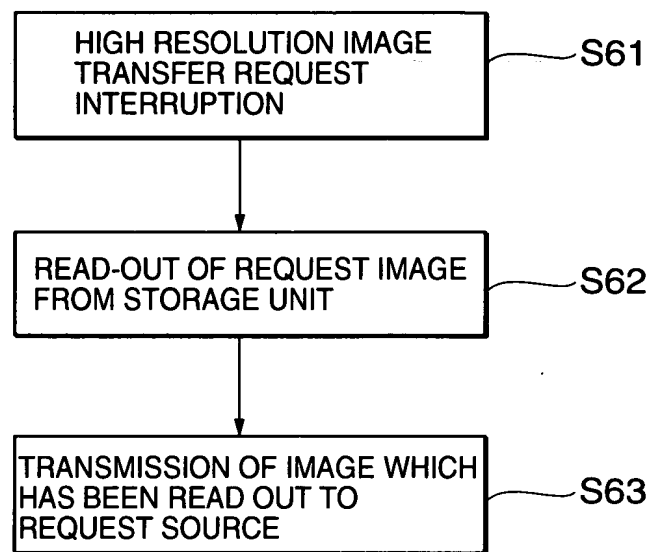 HIGH RESOLUTION IMAGE
TRANSFER REQUEST
INTERRUPTION
S61
READ-OUT OF REQUEST IMAGE
FROM STORAGE UNIT
S62
TRANSMISSION OF IMAGE WHICH
HAS BEEN READ OUT TO
REQUEST SOURCE
S63